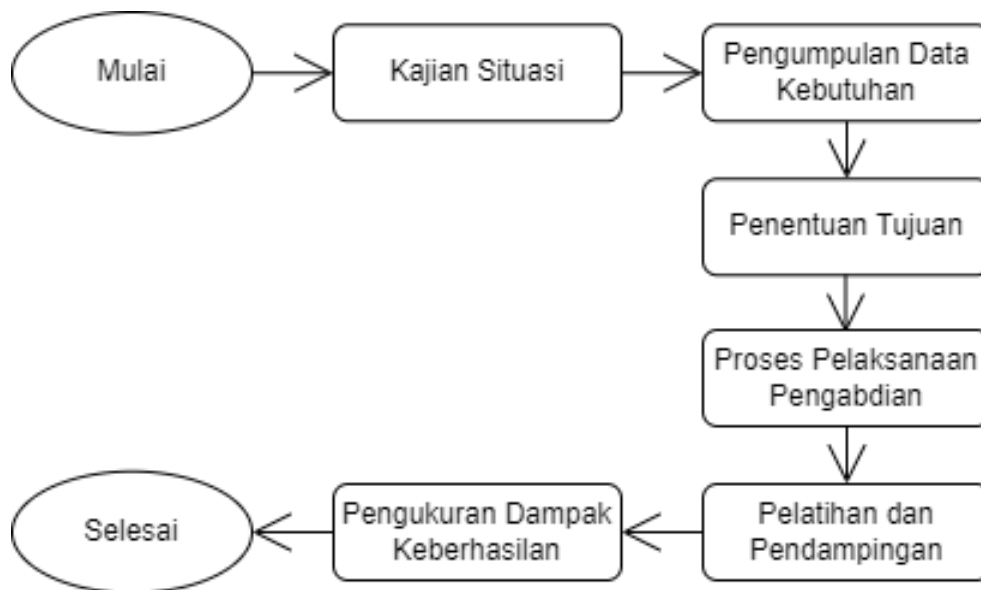 Mulai
Kajian Situasi
Pengumpulan Data
Kebutuhan
Penentuan Tujuan
Proses Pelaksanaan
Pengabdian
Pelatihan dan
Pendampingan
Pengukuran Dampak
Keberhasilan
Selesai